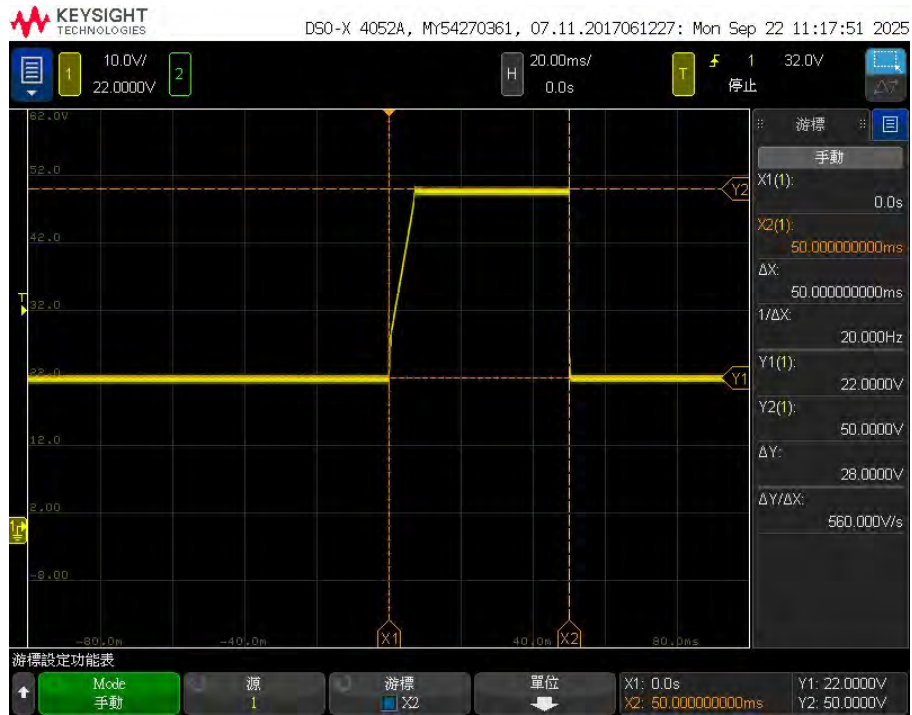 KEYSIGHT
TECHNOLOGIES
DSO-X 4052A, MY54270361, 07.11.2017061227: Mon Sep 22 11:17:51 2025
1
10.0V/
22.0000V
2
H
20.00ms/
0.0s
T
1
32.0V
停止
62.0V
52.0
42.0
32.0
22.0
12.0
2.00
-8.00
T
Y2
Y1
-80.0m
-40.0m
X1
40.0m
X2
80.0ms
游標
手動
X1(1):
0.0s
X2(1):
50.000000000ms
ΔX:
50.000000000ms
1/ΔX:
20.000Hz
Y1(1):
22.0000V
Y2(1):
50.0000V
ΔY:
28.0000V
ΔY/ΔX:
560.000V/s
游標設定功能表
Mode
手動
源
1
游標
X2
單位
X1: 0.0s
X2: 50.000000000ms
Y1: 22.0000V
Y2: 50.0000V